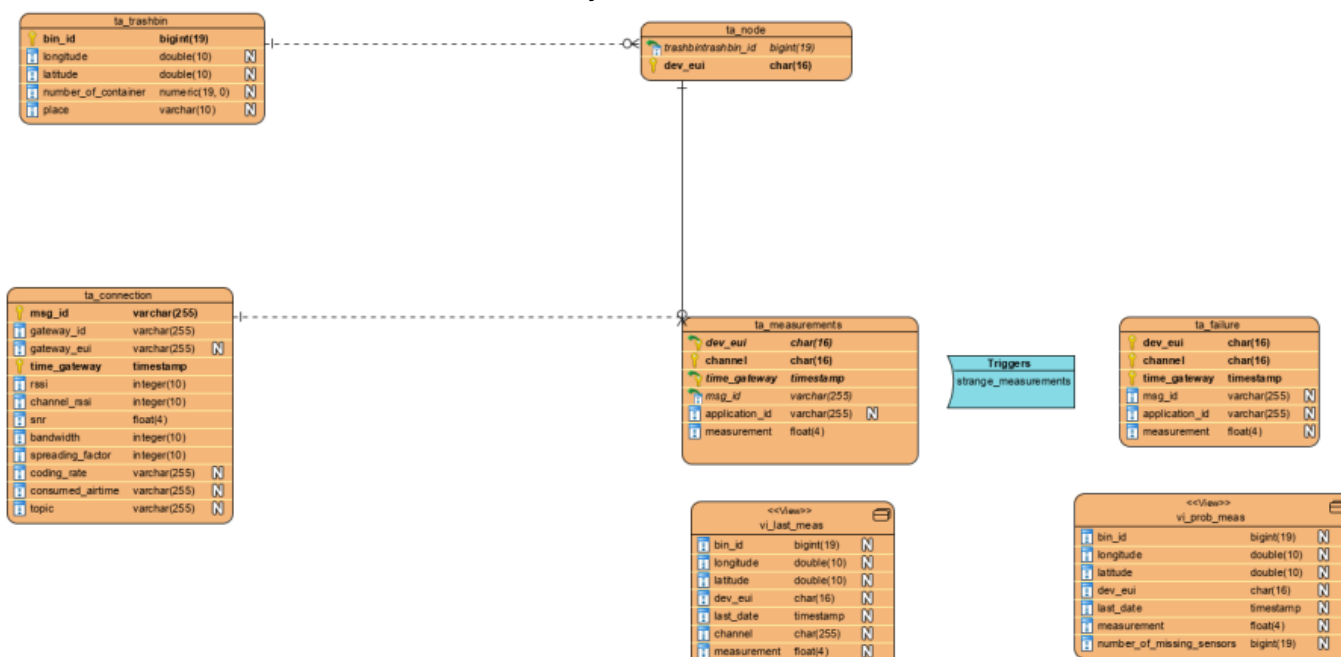 ta_trashbin
bin_id bigint(19)
longitude double(10) N
latitude double(10) N
number_of_container numeric(19, 0) N
place varchar(10) N
ta_node
trashbintrashbin_id bigint(19)
dev_eui char(16)
ta_connection
msg_id varchar(255)
gateway_id varchar(255)
gateway_eui varchar(255) N
time_gateway timestamp
rssi integer(10)
channel_rssi integer(10)
snr float(4)
bandwidth integer(10)
spreading_factor integer(10)
coding_rate varchar(255) N
consumed_airtime varchar(255) N
topic varchar(255) N
ta_measurements
dev_eui char(16)
channel char(16)
time_gateway timestamp
msg_id varchar(255)
application_id varchar(255) N
measurement float(4)
Triggers
strange_measurements
ta_failure
dev_eui char(16)
channel char(16)
time_gateway timestamp
msg_id varchar(255) N
application_id varchar(255) N
measurement float(4) N
<<View>>
vi_last_meas
bin_id bigint(19) N
longitude double(10) N
latitude double(10) N
dev_eui char(16) N
last_date timestamp N
channel char(255) N
measurement float(4) N
<<View>>
vi_prob_meas
bin_id bigint(19) N
longitude double(10) N
latitude double(10) N
dev_eui char(16) N
last_date timestamp N
measurement float(4) N
number_of_missing_sensors bigint(19) N